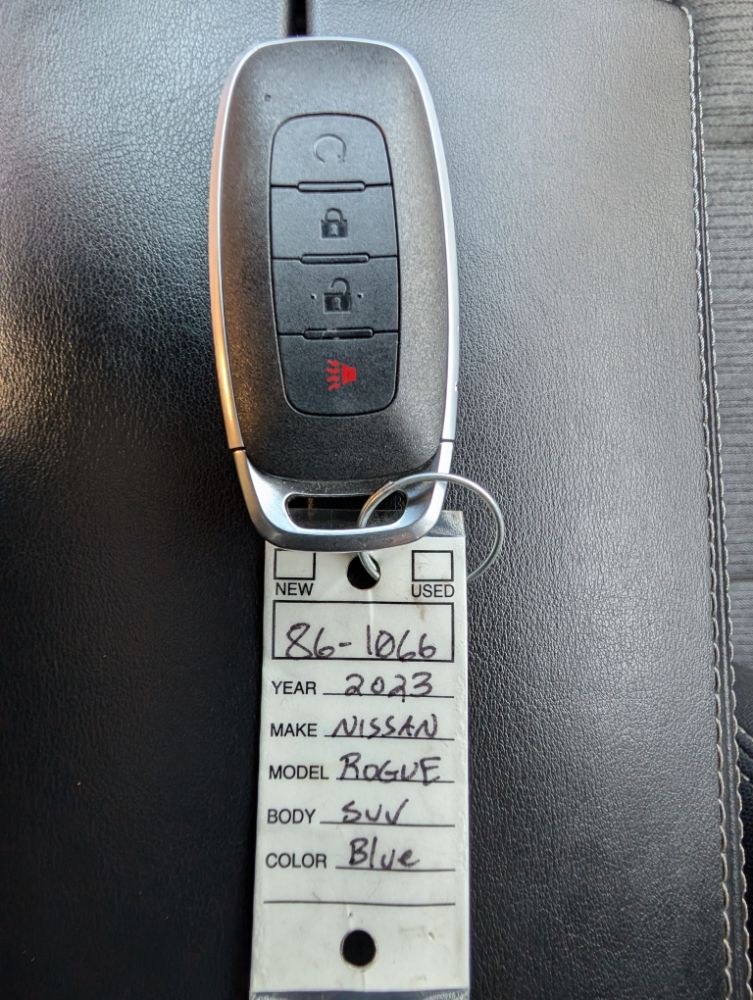 NEW USED
86-1066
YEAR 2023
MAKE NISSAN
MODEL ROGUE
BODY SUV
COLOR Blue